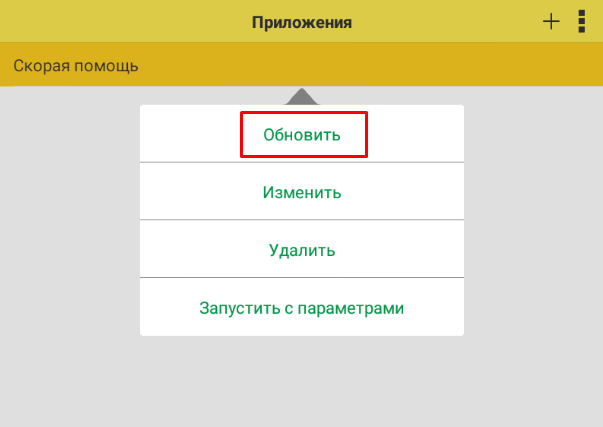 Приложения
Скорая помощь
Обновить
Изменить
Удалить
Запустить с параметрами